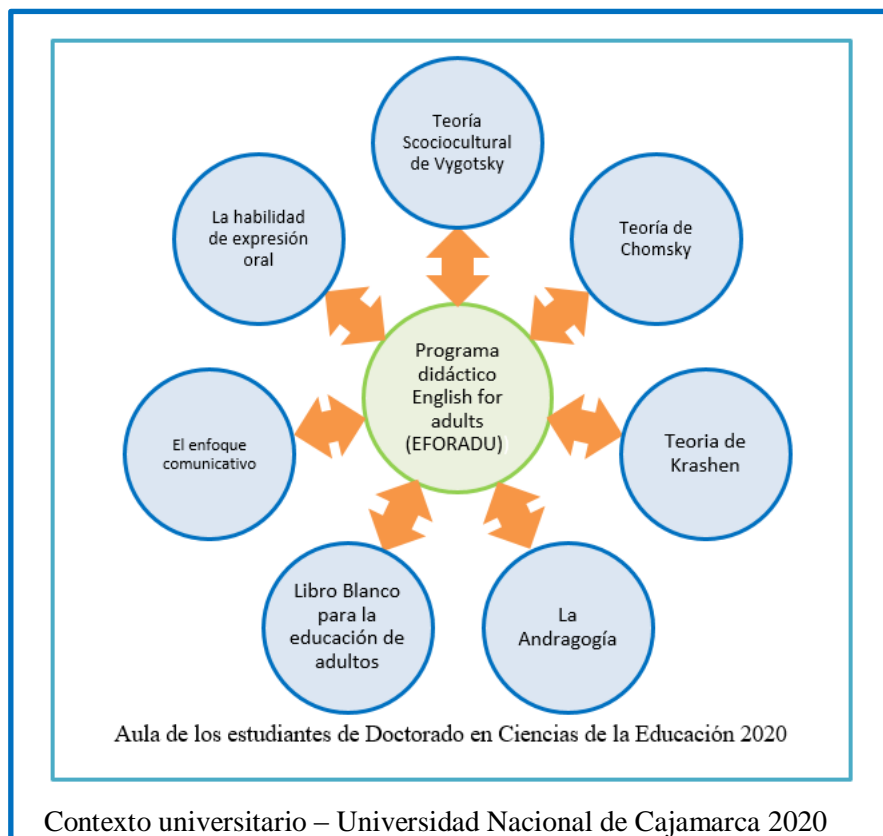 Teoría
Scociocultural
de Vygotsky
La habilidad
de expresión
oral
Teoría de
Chomsky
Programa
didáctico
English for
adults
(EFORADU))
El enfoque
comunicativo
Teoria de
Krashen
Libro Blanco
para la
educación de
adultos
La
Andragogía
Aula de los estudiantes de Doctorado en Ciencias de la Educación 2020
Contexto universitario – Universidad Nacional de Cajamarca 2020